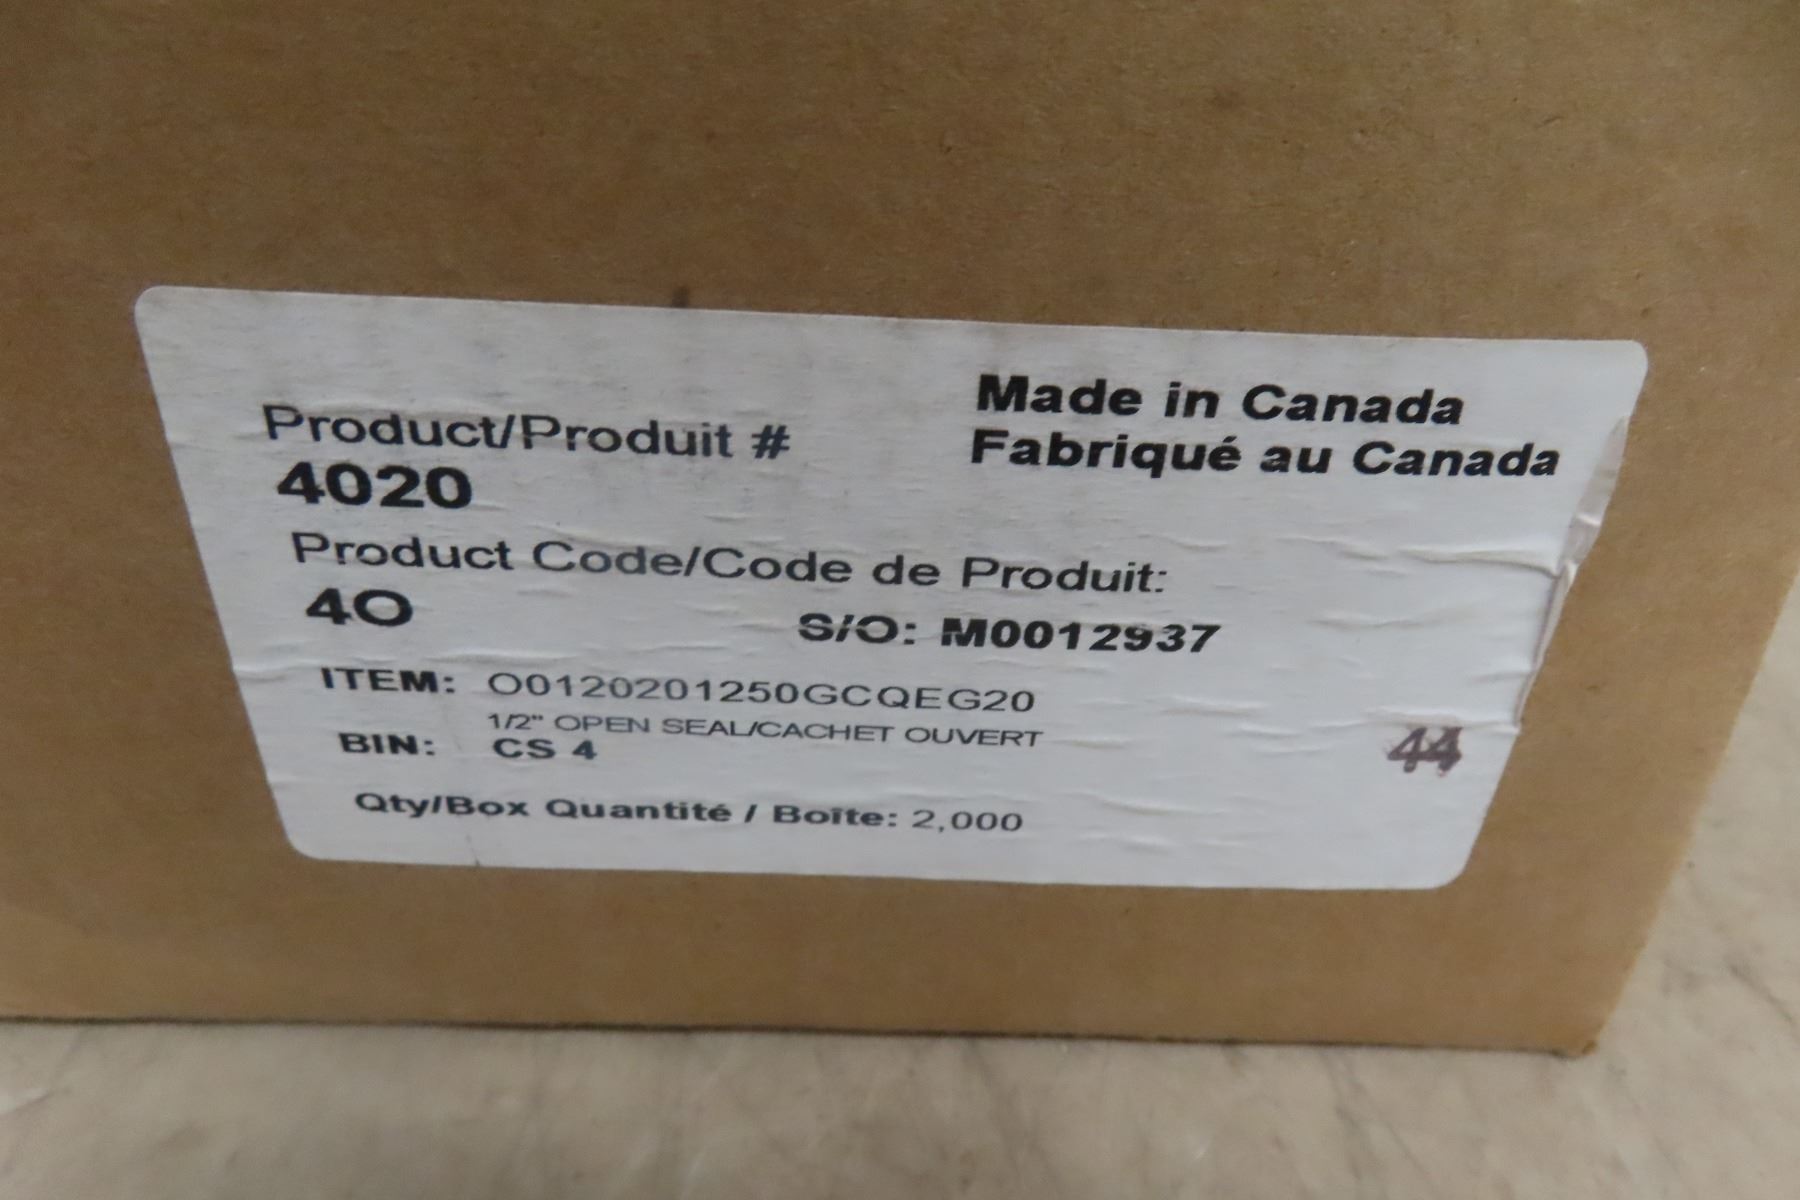 Made in Canada
Fabriqué au Canada
Product/Produit #
4020
Product Code/Code de Produit:
4O
S/O: M0012937
ITEM: O00120201250GCQEG20
1/2" OPEN SEAL/CACHET OUVERT
BIN: CS 4
44
Qty/Box Quantité / Boîte: 2,000